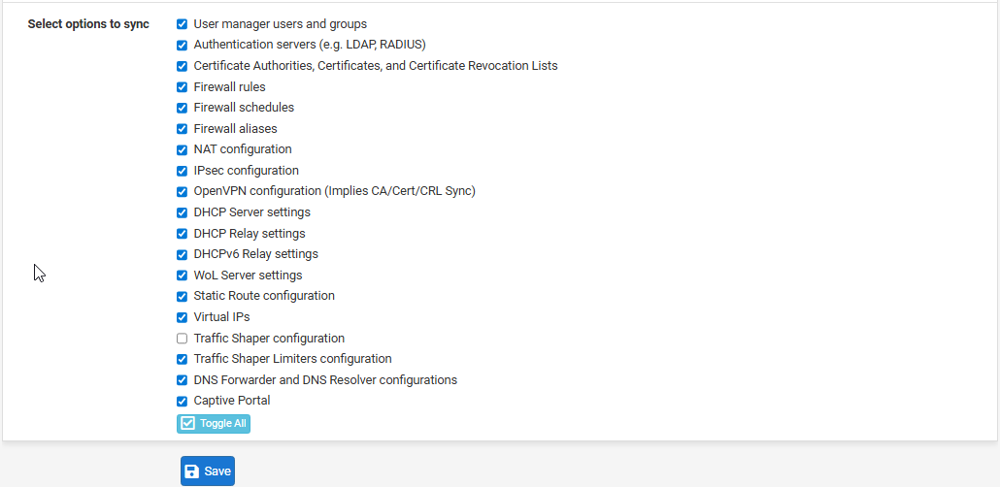 Select options to sync
User manager users and groups
Authentication servers (e.g. LDAP, RADIUS)
Certificate Authorities, Certificates, and Certificate Revocation Lists
Firewall rules
Firewall schedules
Firewall aliases
NAT configuration
IPsec configuration
OpenVPN configuration (Implies CA/Cert/CRL Sync)
DHCP Server settings
DHCP Relay settings
DHCPv6 Relay settings
WoL Server settings
Static Route configuration
Virtual IPs
Traffic Shaper configuration
Traffic Shaper Limiters configuration
DNS Forwarder and DNS Resolver configurations
Captive Portal
Toggle All
Save